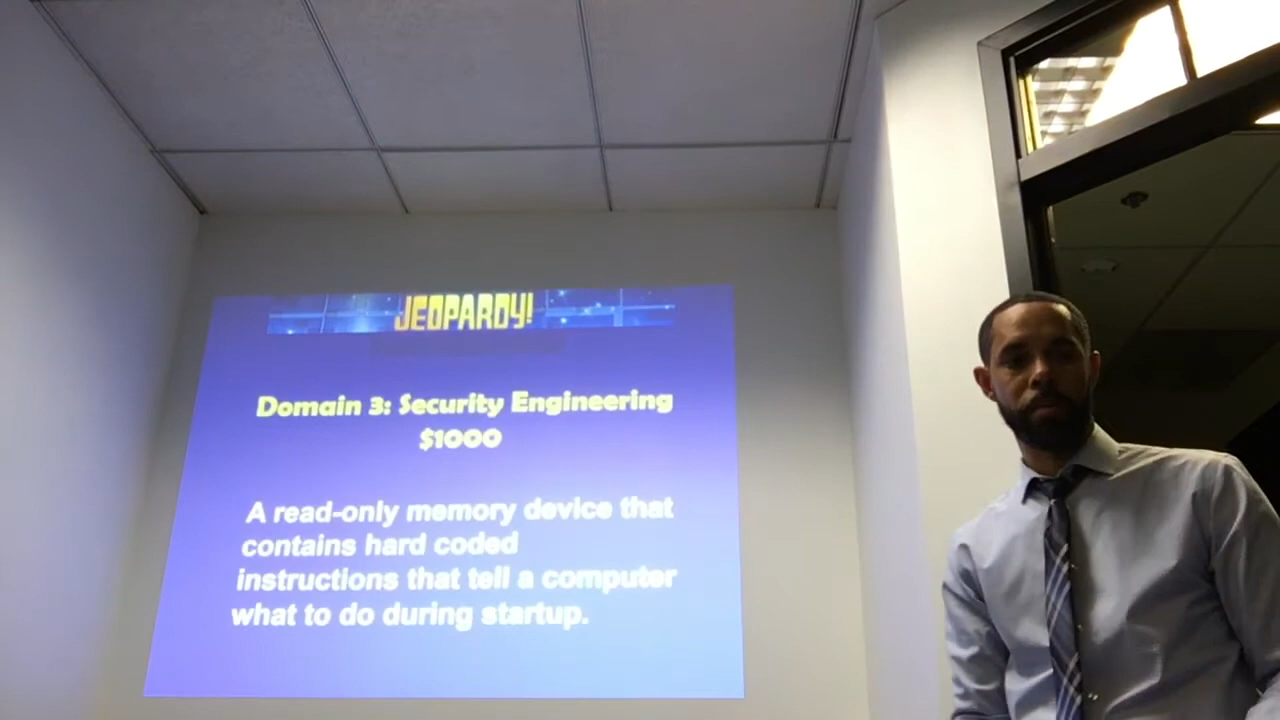 JEOPARDY!
Domain 3: Security Engineering
$1000
A read-only memory device that
contains hard coded
instructions that tell a computer
what to do during startup.